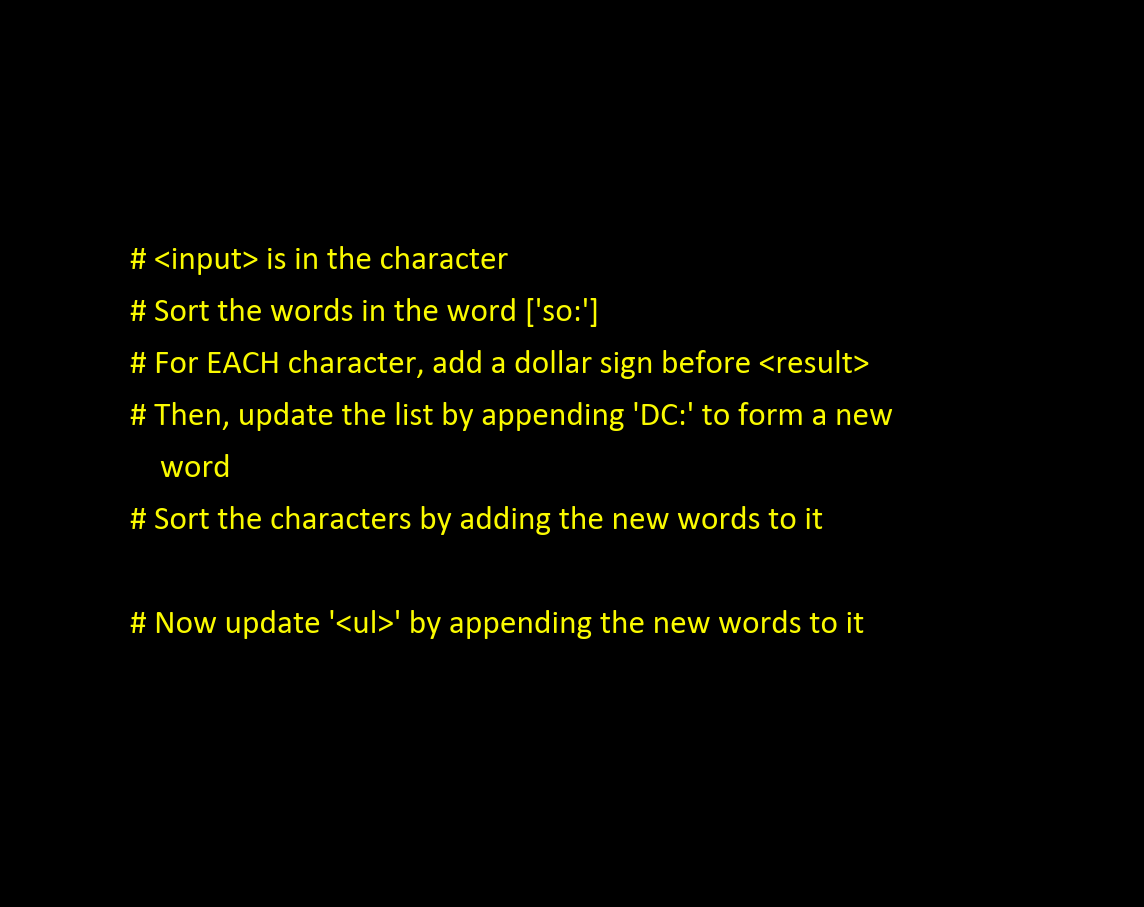 # <input> is in the character
# Sort the words in the word ['so:']
# For EACH character, add a dollar sign before <result>
# Then, update the list by appending 'DC:' to form a new
word
# Sort the characters by adding the new words to it
# Now update '<ul>' by appending the new words to it